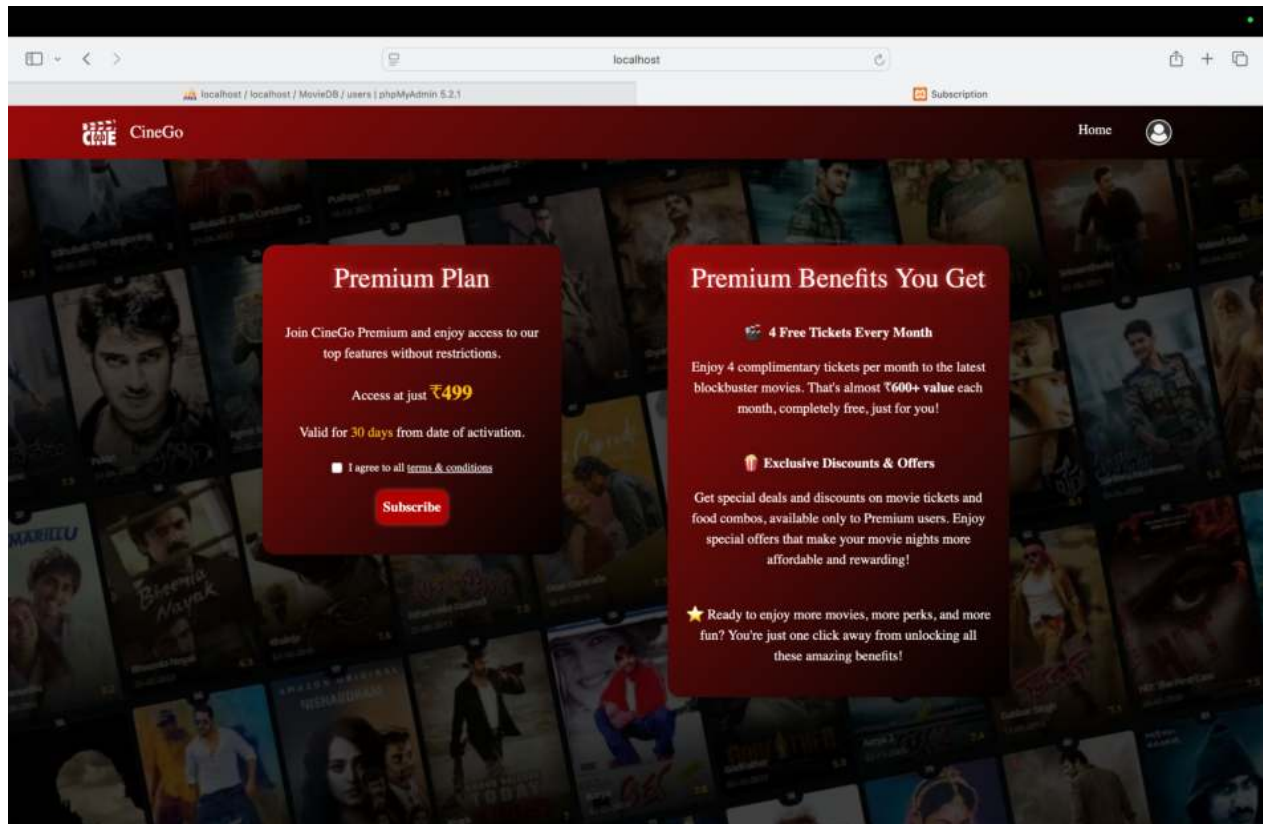 localhost
localhost / localhost / MovieDB / users | phpMyAdmin 5.2.1
Subscription
CINE
CineGo
Home
Premium Plan
Join CineGo Premium and enjoy access to our
top features without restrictions.
Access at just ₹499
Valid for 30 days from date of activation.
I agree to all terms & conditions
Subscribe
Premium Benefits You Get
4 Free Tickets Every Month
Enjoy 4 complimentary tickets per month to the latest
blockbuster movies. That's almost ₹600+ value each
month, completely free, just for you!
Exclusive Discounts & Offers
Get special deals and discounts on movie tickets and
food combos, available only to Premium users. Enjoy
special offers that make your movie nights more
affordable and rewarding!
Ready to enjoy more movies, more perks, and more
fun? You're just one click away from unlocking all
these amazing benefits!
Bheemla
Nayak
AMAZON ORIGINAL
TODAY